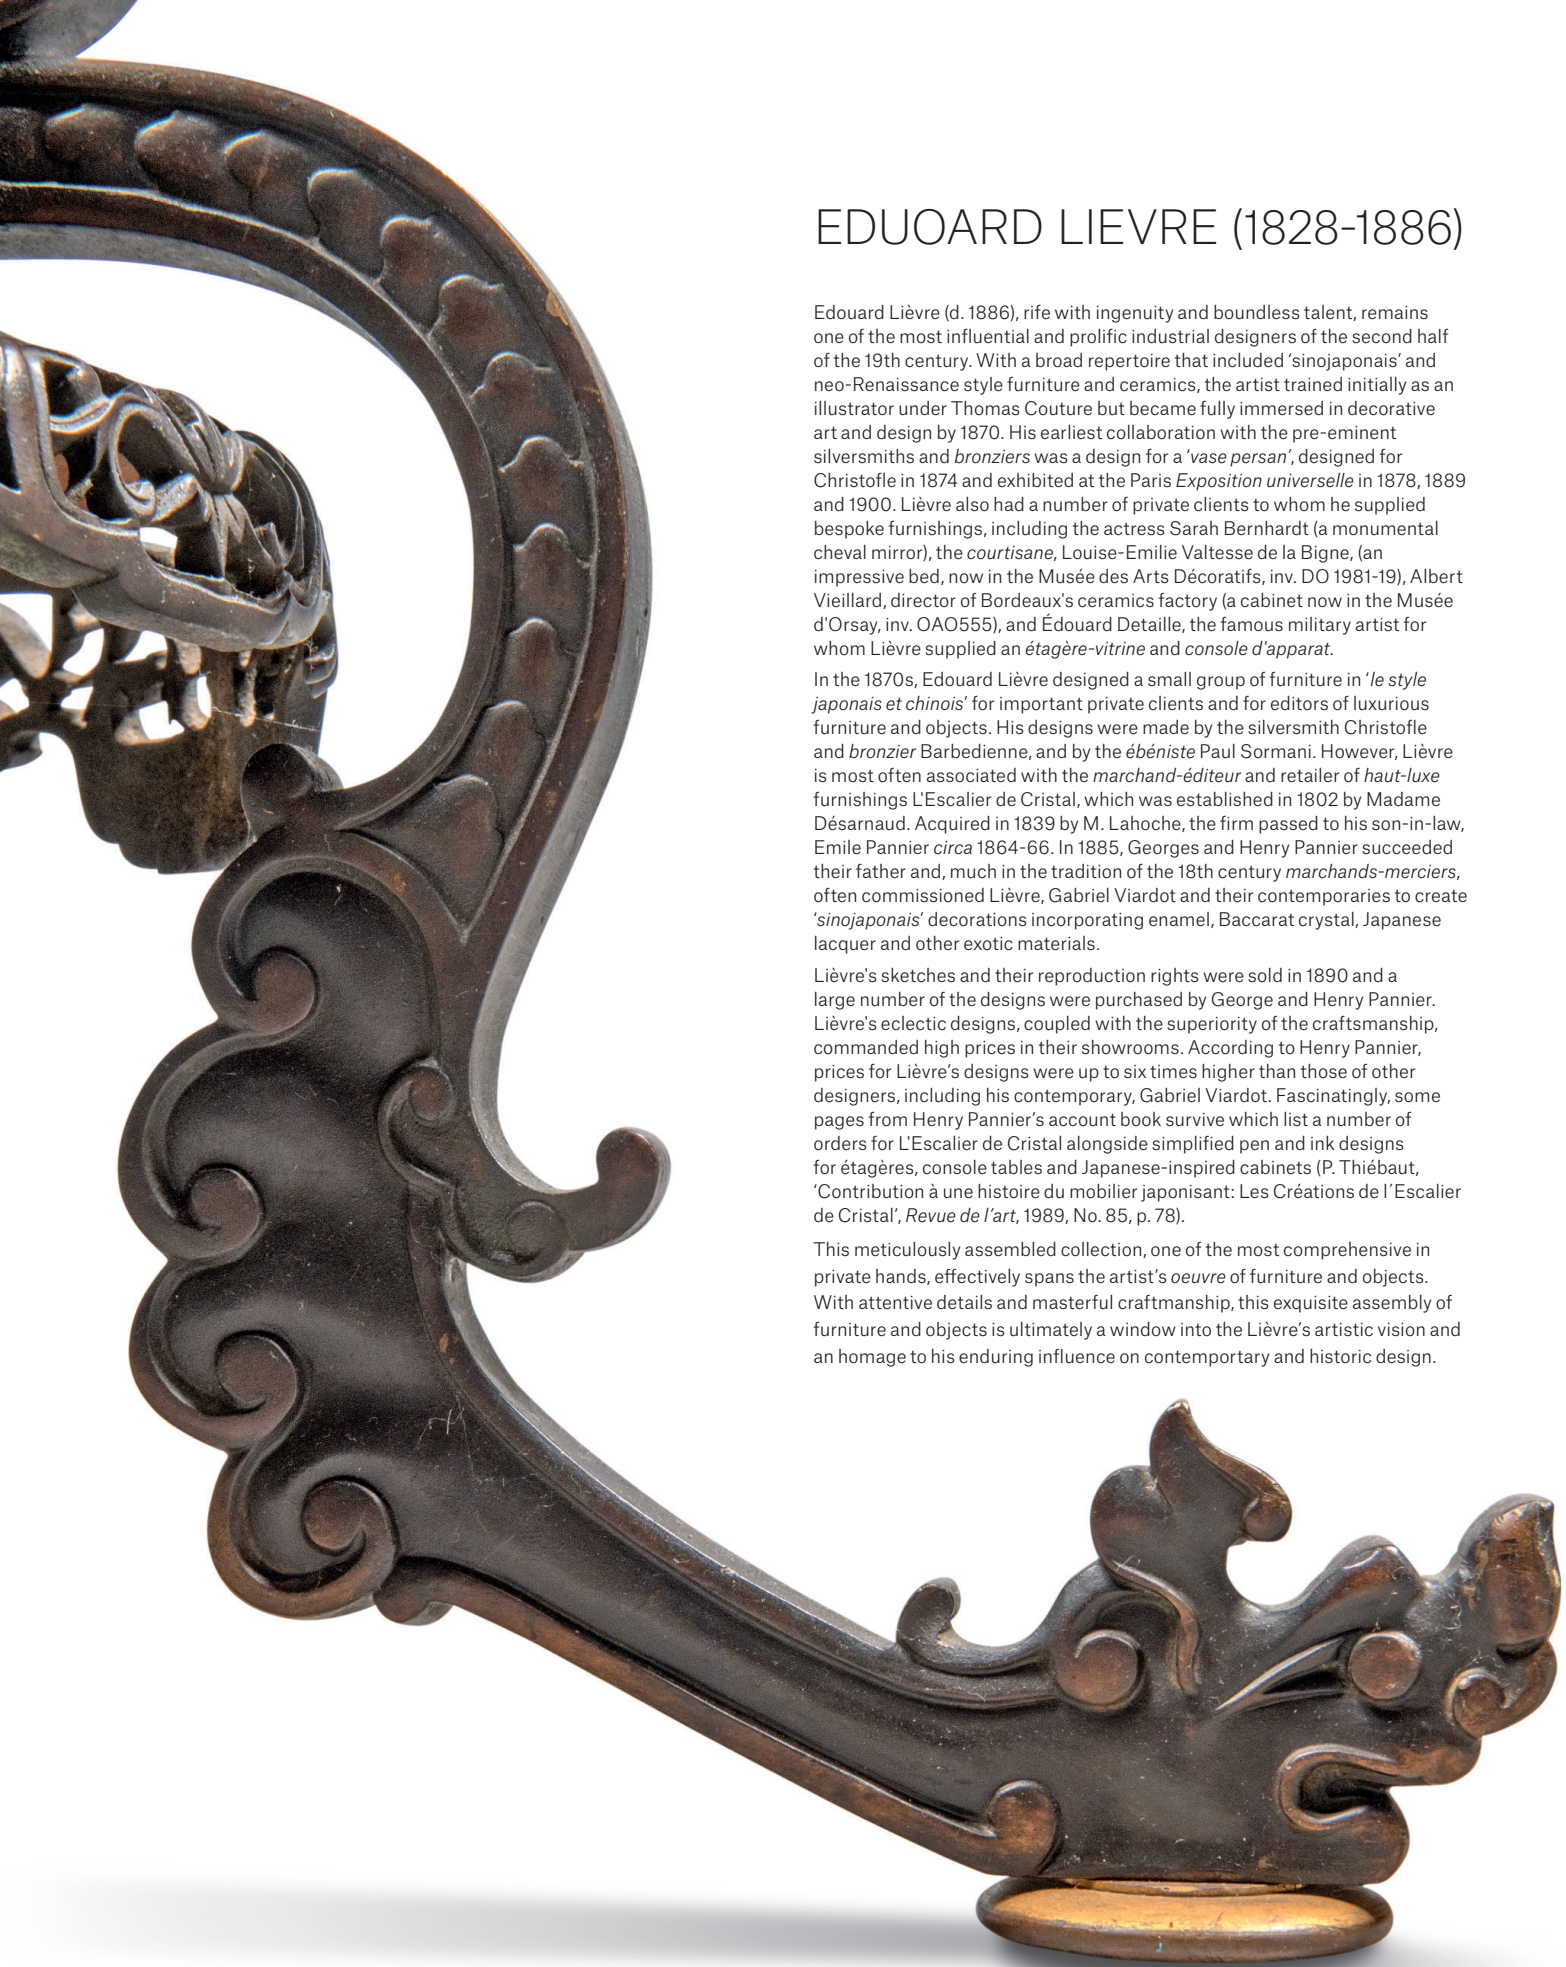 EDUOARD LIEVRE (1828-1886)
Edouard Lièvre (d. 1886), rife with ingenuity and boundless talent, remains
one of the most influential and prolific industrial designers of the second half
of the 19th century. With a broad repertoire that included ‘sinojaponais’ and
neo-Renaissance style furniture and ceramics, the artist trained initially as an
illustrator under Thomas Couture but became fully immersed in decorative
art and design by 1870. His earliest collaboration with the pre-eminent
silversmiths and bronziers was a design for a ‘vase persan’, designed for
Christofle in 1874 and exhibited at the Paris Exposition universelle in 1878, 1889
and 1900. Lièvre also had a number of private clients to whom he supplied
bespoke furnishings, including the actress Sarah Bernhardt (a monumental
cheval mirror), the courtisane, Louise-Emilie Valtesse de la Bigne, (an
impressive bed, now in the Musée des Arts Décoratifs, inv. DO 1981-19), Albert
Vieillard, director of Bordeaux's ceramics factory (a cabinet now in the Musée
d'Orsay, inv. OAO555), and Édouard Detaille, the famous military artist for
whom Lièvre supplied an étagère-vitrine and console d'apparat.
In the 1870s, Edouard Lièvre designed a small group of furniture in ‘le style
japonais et chinois’ for important private clients and for editors of luxurious
furniture and objects. His designs were made by the silversmith Christofle
and bronzier Barbedienne, and by the ébéniste Paul Sormani. However, Lièvre
is most often associated with the marchand-éditeur and retailer of haut-luxe
furnishings L'Escalier de Cristal, which was established in 1802 by Madame
Désarnaud. Acquired in 1839 by M. Lahoche, the firm passed to his son-in-law,
Emile Pannier circa 1864-66. In 1885, Georges and Henry Pannier succeeded
their father and, much in the tradition of the 18th century marchands-merciers,
often commissioned Lièvre, Gabriel Viardot and their contemporaries to create
‘sinojaponais’ decorations incorporating enamel, Baccarat crystal, Japanese
lacquer and other exotic materials.
Lièvre's sketches and their reproduction rights were sold in 1890 and a
large number of the designs were purchased by George and Henry Pannier.
Lièvre's eclectic designs, coupled with the superiority of the craftsmanship,
commanded high prices in their showrooms. According to Henry Pannier,
prices for Lièvre’s designs were up to six times higher than those of other
designers, including his contemporary, Gabriel Viardot. Fascinatingly, some
pages from Henry Pannier’s account book survive which list a number of
orders for L'Escalier de Cristal alongside simplified pen and ink designs
for étagères, console tables and Japanese-inspired cabinets (P. Thiébaut,
‘Contribution à une histoire du mobilier japonisant: Les Créations de l´Escalier
de Cristal’, Revue de l’art, 1989, No. 85, p. 78).
This meticulously assembled collection, one of the most comprehensive in
private hands, effectively spans the artist’s oeuvre of furniture and objects.
With attentive details and masterful craftmanship, this exquisite assembly of
furniture and objects is ultimately a window into the Lièvre’s artistic vision and
an homage to his enduring influence on contemportary and historic design.